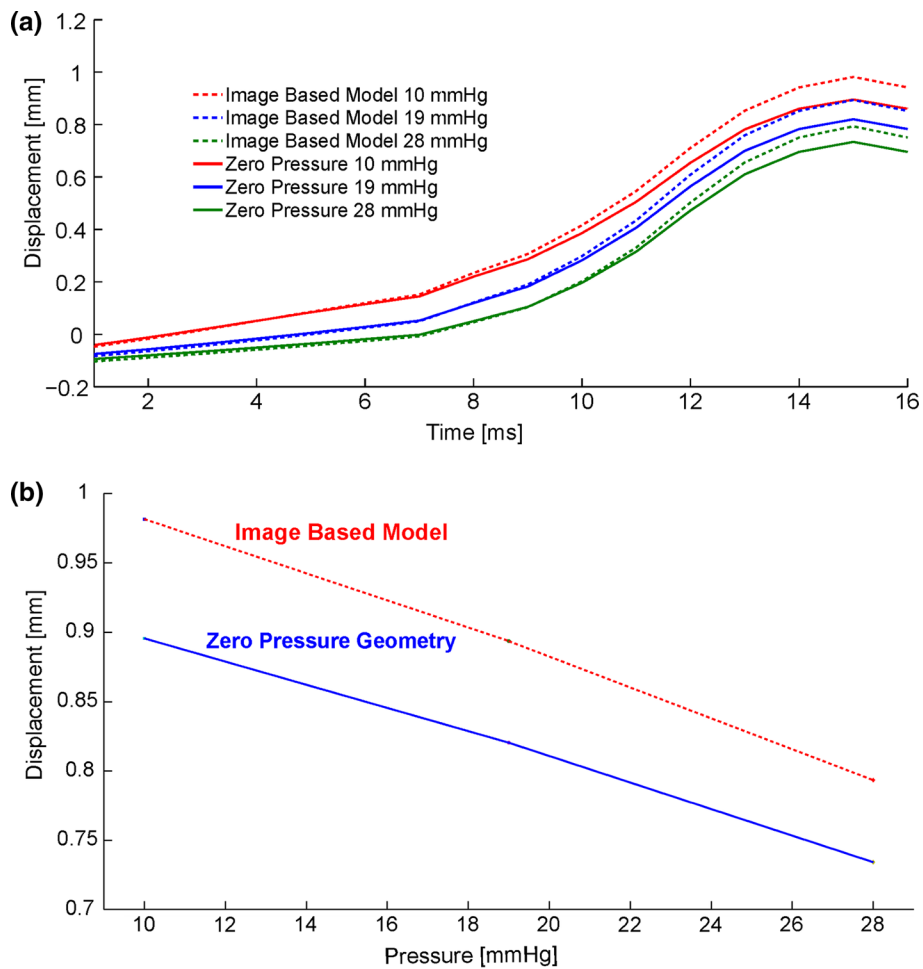 (a)
1.2
1
0.8
0.6
0.4
0.2
0
−0.2
Displacement [mm]
Image Based Model 10 mmHg
Image Based Model 19 mmHg
Image Based Model 28 mmHg
Zero Pressure 10 mmHg
Zero Pressure 19 mmHg
Zero Pressure 28 mmHg
2 4 6 8 10 12 14 16
Time [ms]
(b)
1
0.95
0.9
0.85
0.8
0.75
0.7
Displacement [mm]
Image Based Model
Zero Pressure Geometry
10 12 14 16 18 20 22 24 26 28
Pressure [mmHg]